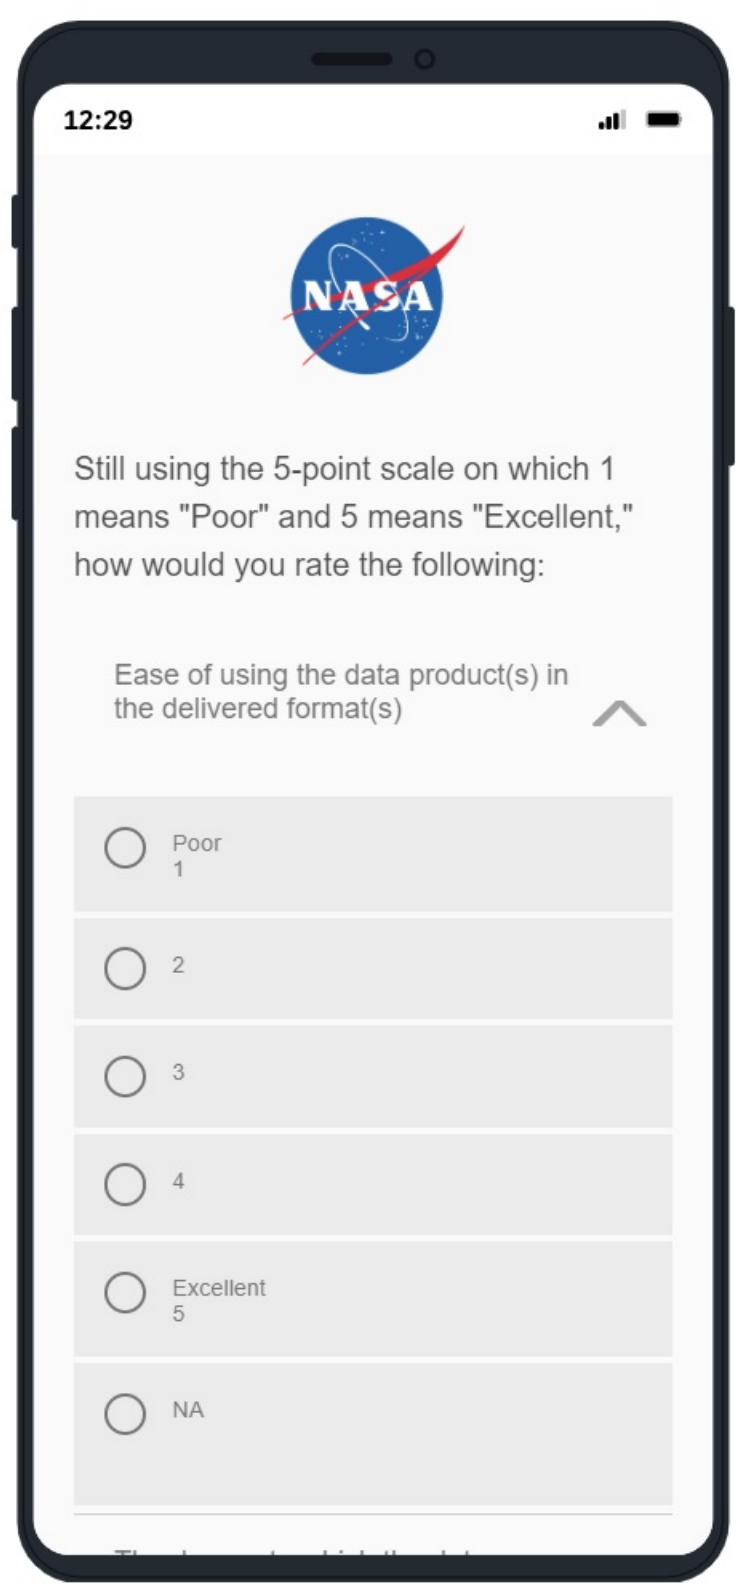 12:29
NASA
Still using the 5-point scale on which 1
means "Poor" and 5 means "Excellent,"
how would you rate the following:
Ease of using the data product(s) in
the delivered format(s)
Poor
1
2
3
4
Excellent
5
NA